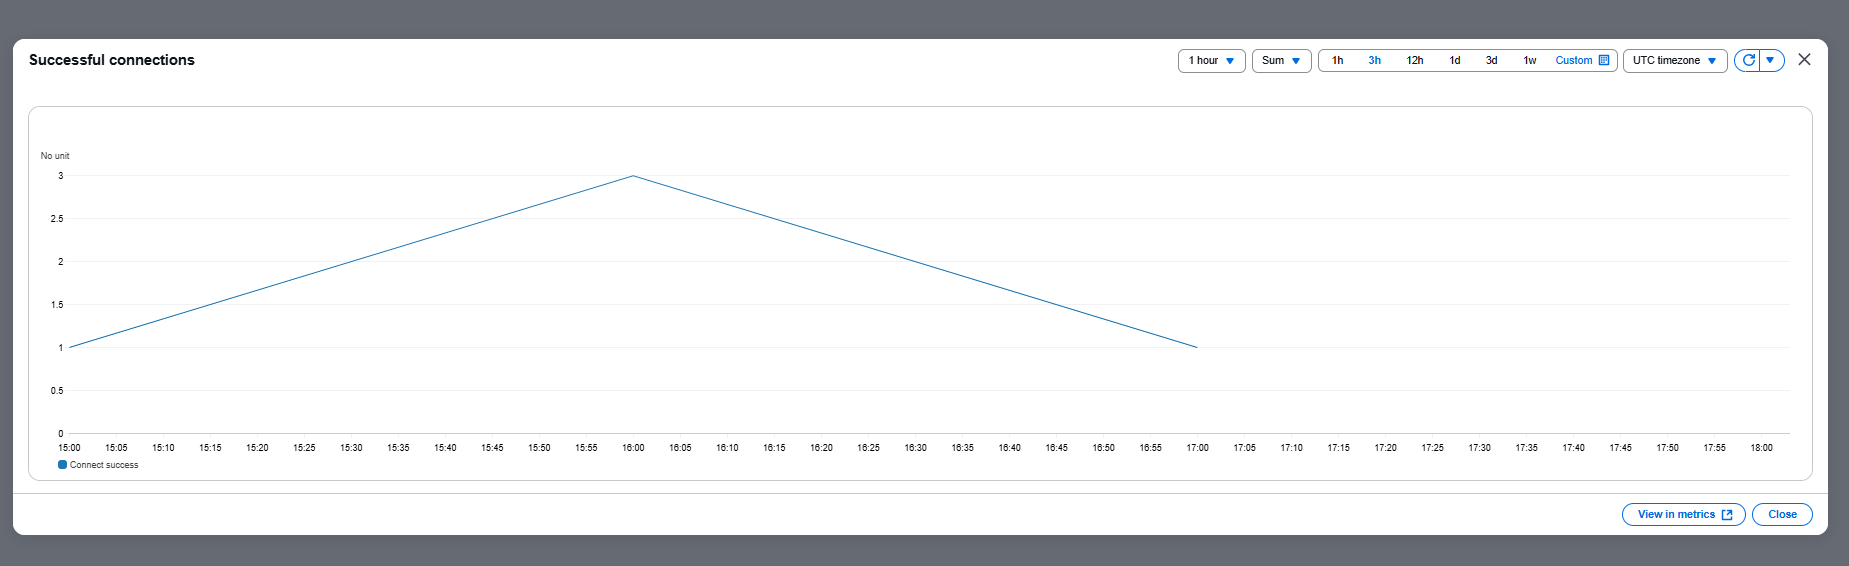 Successful connections
1 hour Sum 1h 3h 12h 1d 3d 1w Custom UTC timezone
No unit
3
2.5
2
1.5
1
0.5
0
15:00 15:05 15:10 15:15 15:20 15:25 15:30 15:35 15:40 15:45 15:50 15:55 16:00 16:05 16:10 16:15 16:20 16:25 16:30 16:35 16:40 16:45 16:50 16:55 17:00 17:05 17:10 17:15 17:20 17:25 17:30 17:35 17:40 17:45 17:50 17:55 18:00
Connect success
View in metrics Close